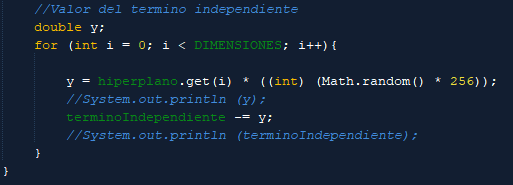 //Valor del termino independiente
double y;
for (int i = 0; i < DIMENSIONES; i++){
y = hiperplano.get(i) * ((int) (Math.random() * 256));
//System.out.println (y);
terminoIndependiente -= y;
//System.out.println (terminoIndependiente);
}
}